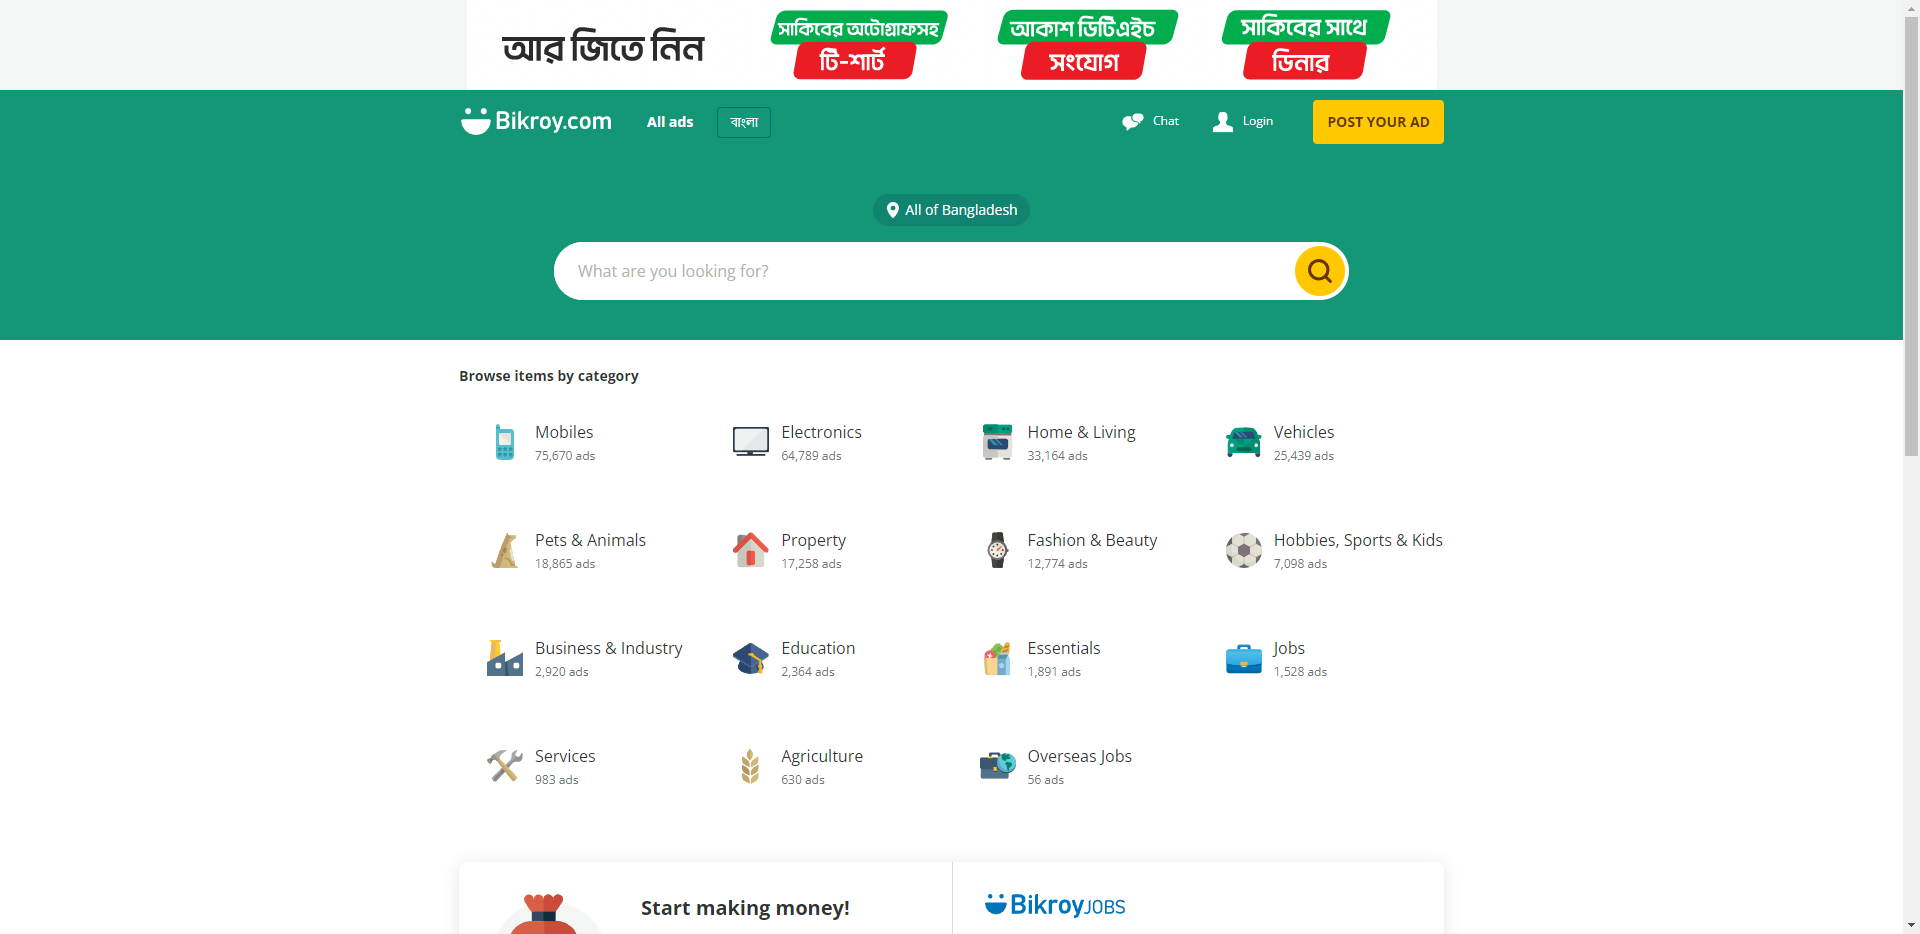 আর জিতে নিন
সাকিবের অটোগ্রাফসহ
টি-শার্ট
আকাশ ডিটিএইচ
সংযোগ
সাকিবের সাথে
ডিনার
Bikroy.com
All ads
বাংলা
Chat
Login
POST YOUR AD
All of Bangladesh
What are you looking for?
Browse items by category
Mobiles
75,670 ads
Electronics
64,789 ads
Home & Living
33,164 ads
Vehicles
25,439 ads
Pets & Animals
18,865 ads
Property
17,258 ads
Fashion & Beauty
12,774 ads
Hobbies, Sports & Kids
7,098 ads
Business & Industry
2,920 ads
Education
2,364 ads
Essentials
1,891 ads
Jobs
1,528 ads
Services
983 ads
Agriculture
630 ads
Overseas Jobs
56 ads
Start making money!
BikroyJOBS